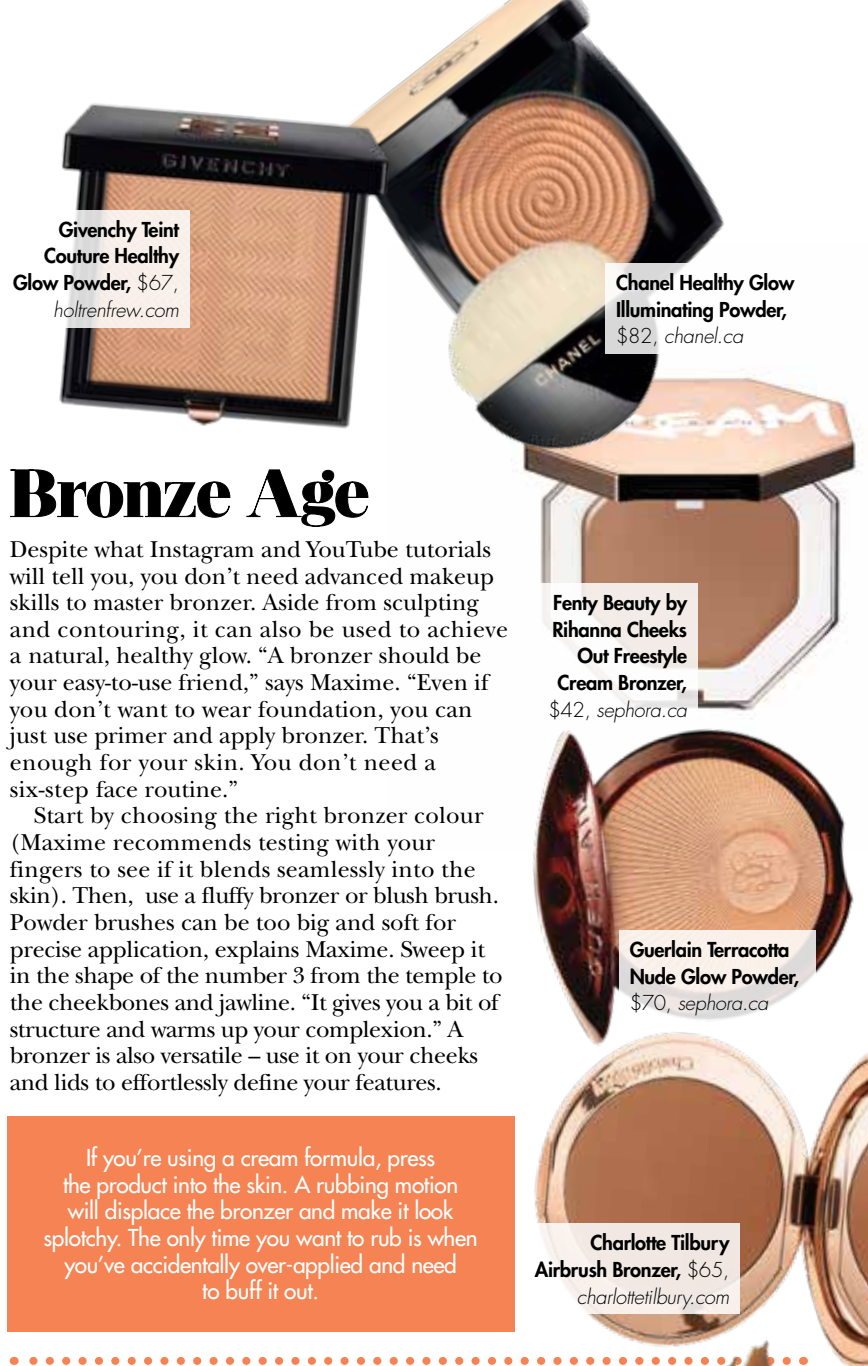 GIVENCHY
Givenchy Teint
Couture Healthy
Glow Powder, $67,
holtrenfrew.com
Chanel Healthy Glow
Illuminating Powder,
$82, chanel.ca
CHANEL
Bronze Age
Despite what Instagram and YouTube tutorials
will tell you, you don’t need advanced makeup
skills to master bronzer. Aside from sculpting
and contouring, it can also be used to achieve
a natural, healthy glow. “A bronzer should be
your easy-to-use friend,” says Maxime. “Even if
you don’t want to wear foundation, you can
just use primer and apply bronzer. That’s
enough for your skin. You don’t need a
six-step face routine.”
Start by choosing the right bronzer colour
(Maxime recommends testing with your
fingers to see if it blends seamlessly into the
skin). Then, use a fluffy bronzer or blush brush.
Powder brushes can be too big and soft for
precise application, explains Maxime. Sweep it
in the shape of the number 3 from the temple to
the cheekbones and jawline. “It gives you a bit of
structure and warms up your complexion.” A
bronzer is also versatile – use it on your cheeks
and lids to effortlessly define your features.
If you’re using a cream formula, press
the product into the skin. A rubbing motion
will displace the bronzer and make it look
splotchy. The only time you want to rub is when
you’ve accidentally over-applied and need
to buff it out.
Fenty Beauty by
Rihanna Cheeks
Out Freestyle
Cream Bronzer,
$42, sephora.ca
GUERLAIN
Guerlain Terracotta
Nude Glow Powder,
$70, sephora.ca
Charlotte Tilbury
Charlotte Tilbury
Airbrush Bronzer, $65,
charlottetilbury.com